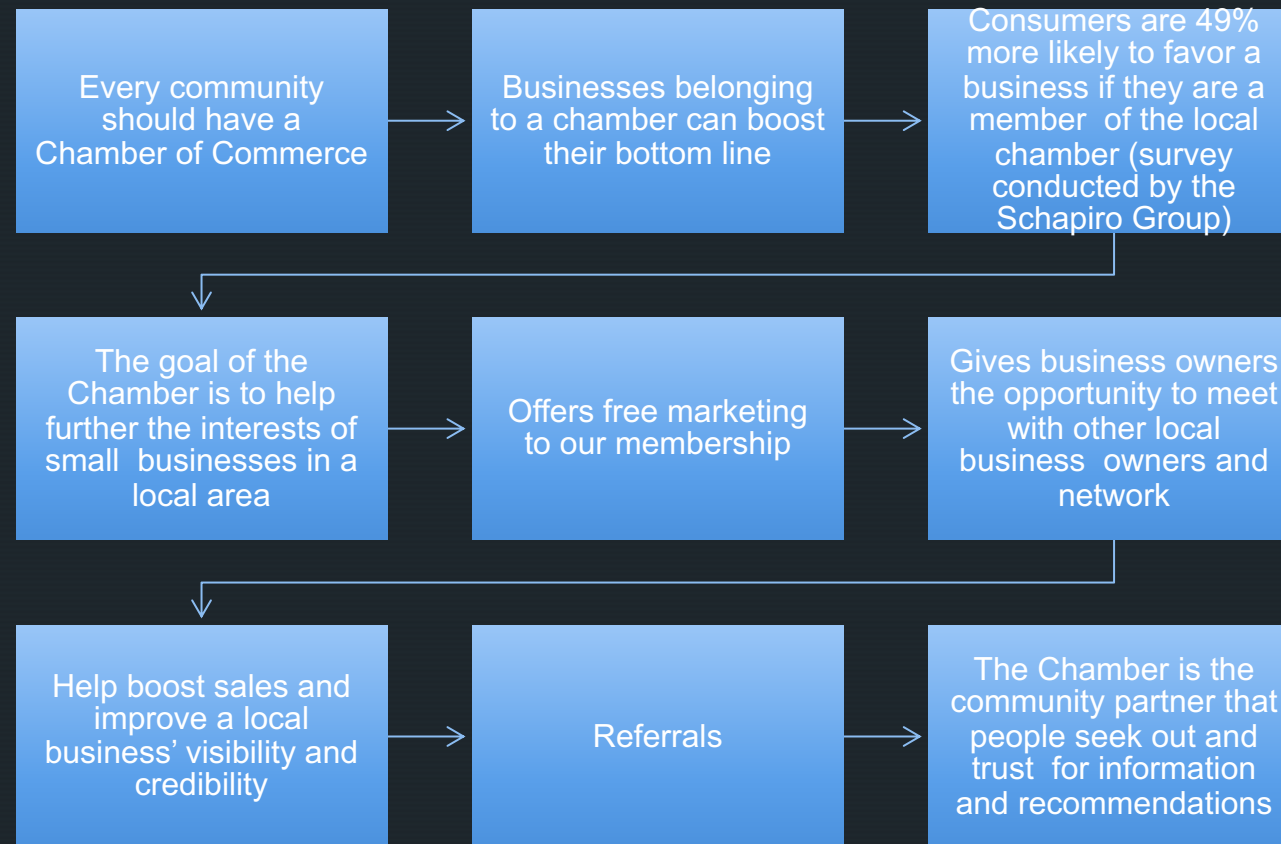 Every community
should have a
Chamber of Commerce
Businesses belonging
to a chamber can boost
their bottom line
Consumers are 49%
more likely to favor a
business if they are a
member  of the local
chamber (survey
conducted by the
Schapiro Group)
The goal of the
Chamber is to help
further the interests of
small  businesses in a
local area
Offers free marketing
to our membership
Gives business owners
the opportunity to meet
with other local
business  owners and
network
Help boost sales and
improve a local
business’ visibility and
credibility
Referrals
The Chamber is the
community partner that
people seek out and
trust  for information
and recommendations